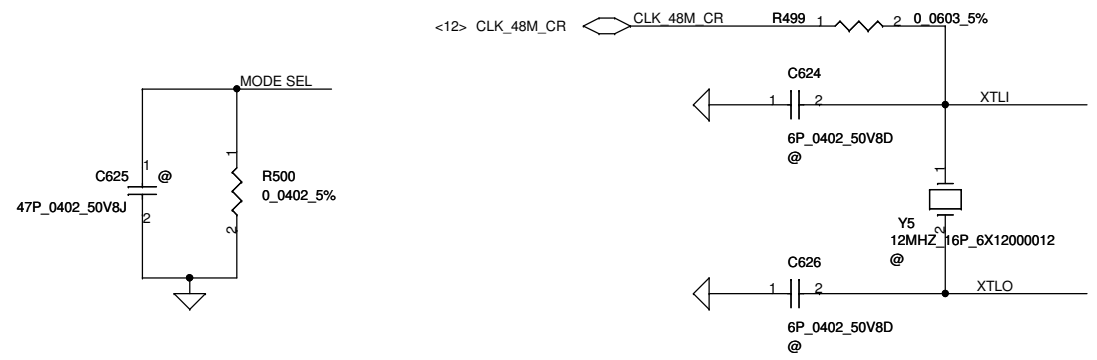 <12> CLK_48M_CR
CLK_48M_CR
R499
1
2
0_0603_5%
C624
1
2
XTLI
6P_0402_50V8D
@
1
Y5
2
12MHZ_16P_6X12000012
@
C626
1
2
XTLO
6P_0402_50V8D
@
MODE SEL
1
C625
@
47P_0402_50V8J
2
1
R500
0_0402_5%
2